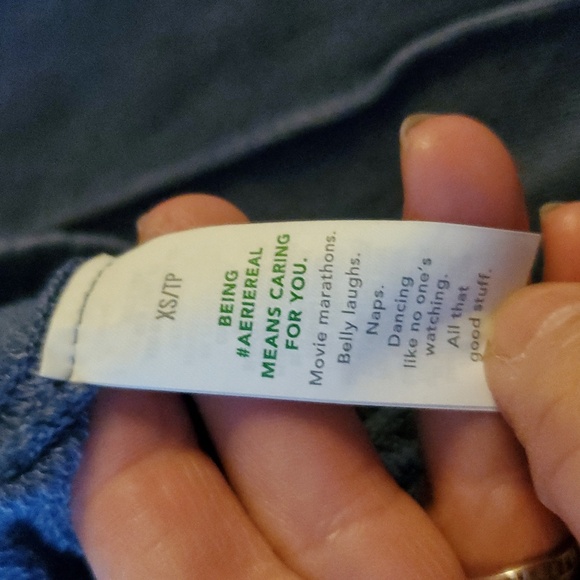 XS/TP
BEING
#AERIEREAL
MEANS CARING
FOR YOU.
Movie marathons.
Belly laughs.
Naps.
Dancing
like no one's
watching.
All that
good stuff.